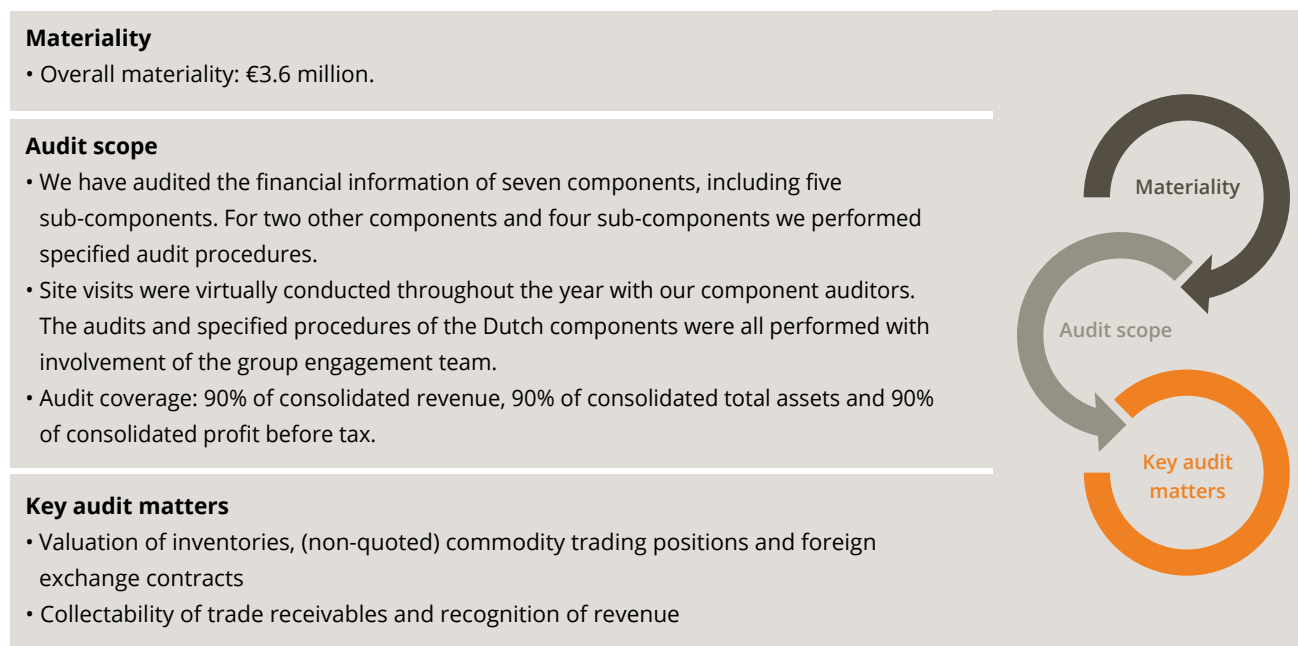 Materiality
• Overall materiality: €3.6 million.
Audit scope
• We have audited the financial information of seven components, including five
sub-components. For two other components and four sub-components we performed
specified audit procedures.
• Site visits were virtually conducted throughout the year with our component auditors.
The audits and specified procedures of the Dutch components were all performed with
involvement of the group engagement team.
• Audit coverage: 90% of consolidated revenue, 90% of consolidated total assets and 90%
of consolidated profit before tax.
Key audit matters
• Valuation of inventories, (non-quoted) commodity trading positions and foreign
exchange contracts
• Collectability of trade receivables and recognition of revenue
Materiality
Audit scope
Key audit
matters